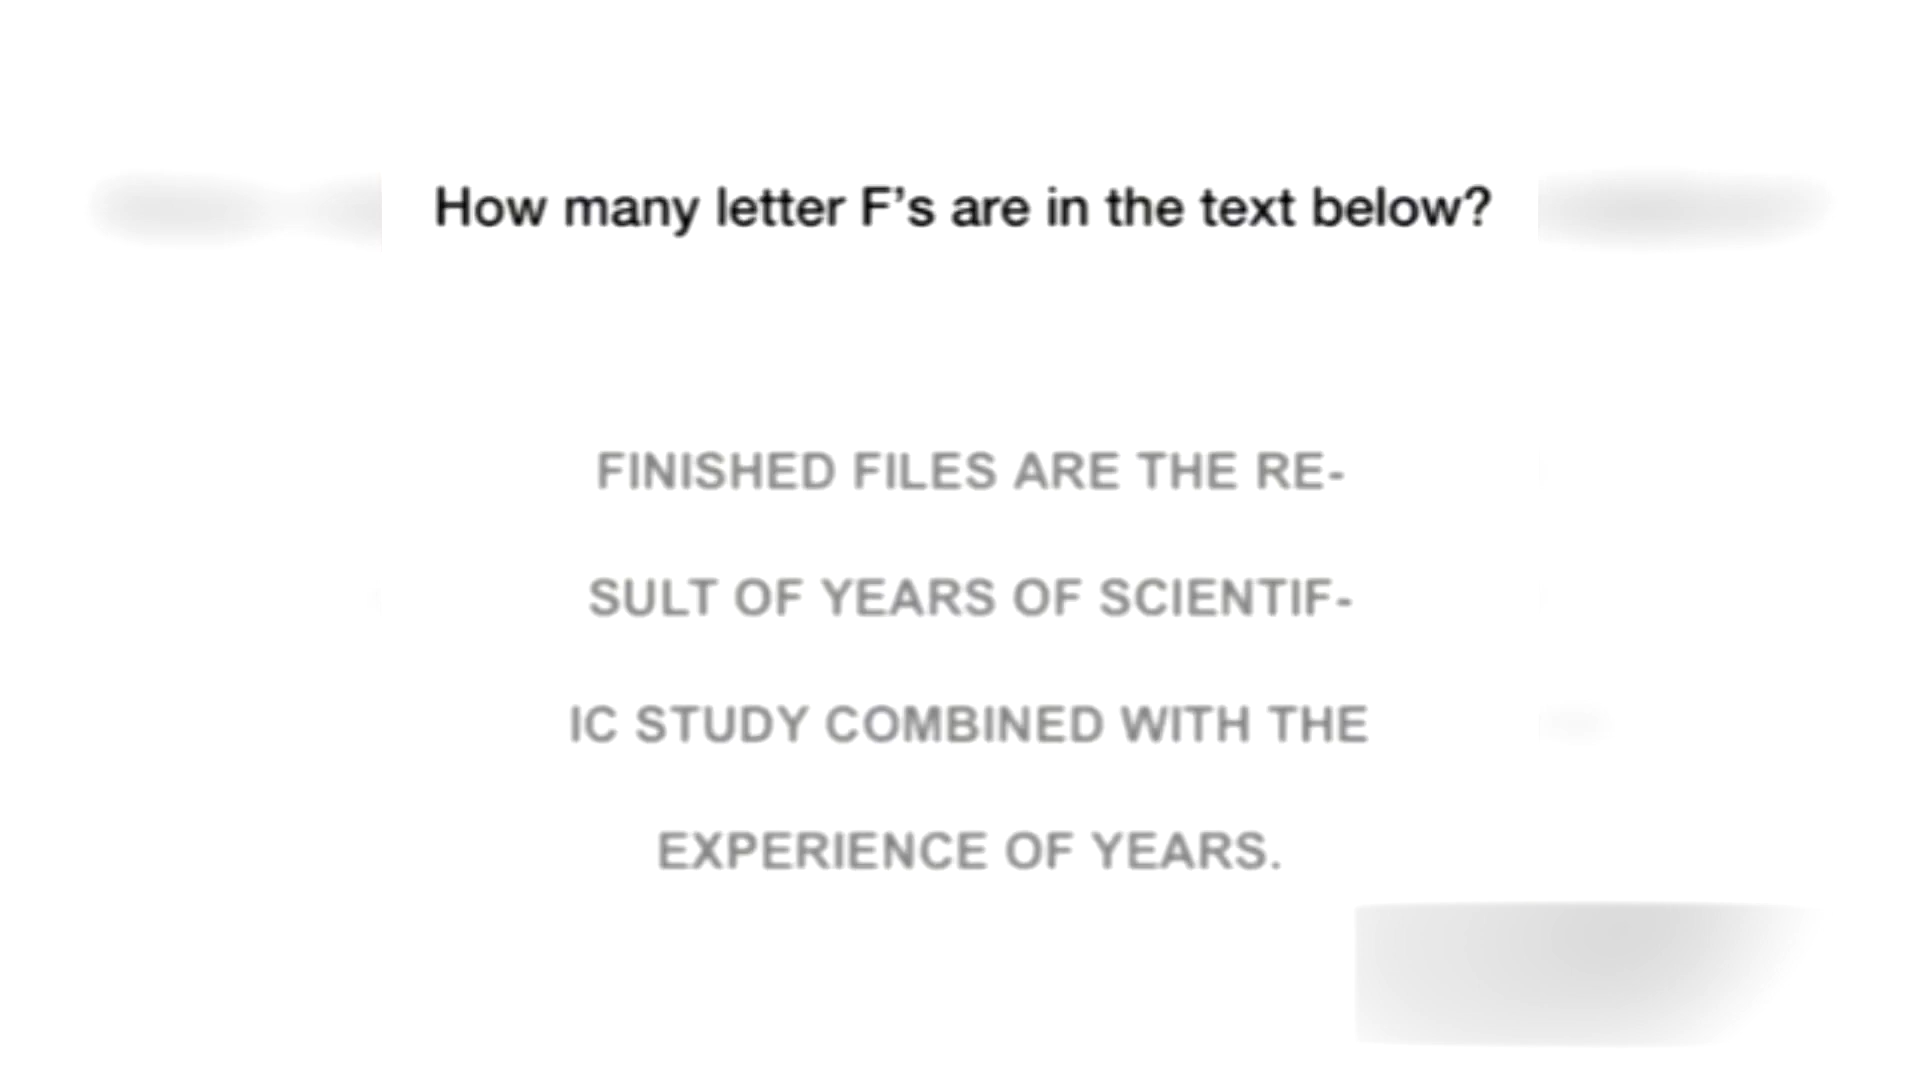 How many letter F’s are in the text below?
FINISHED FILES ARE THE RE-
SULT OF YEARS OF SCIENTIF-
IC STUDY COMBINED WITH THE
EXPERIENCE OF YEARS.